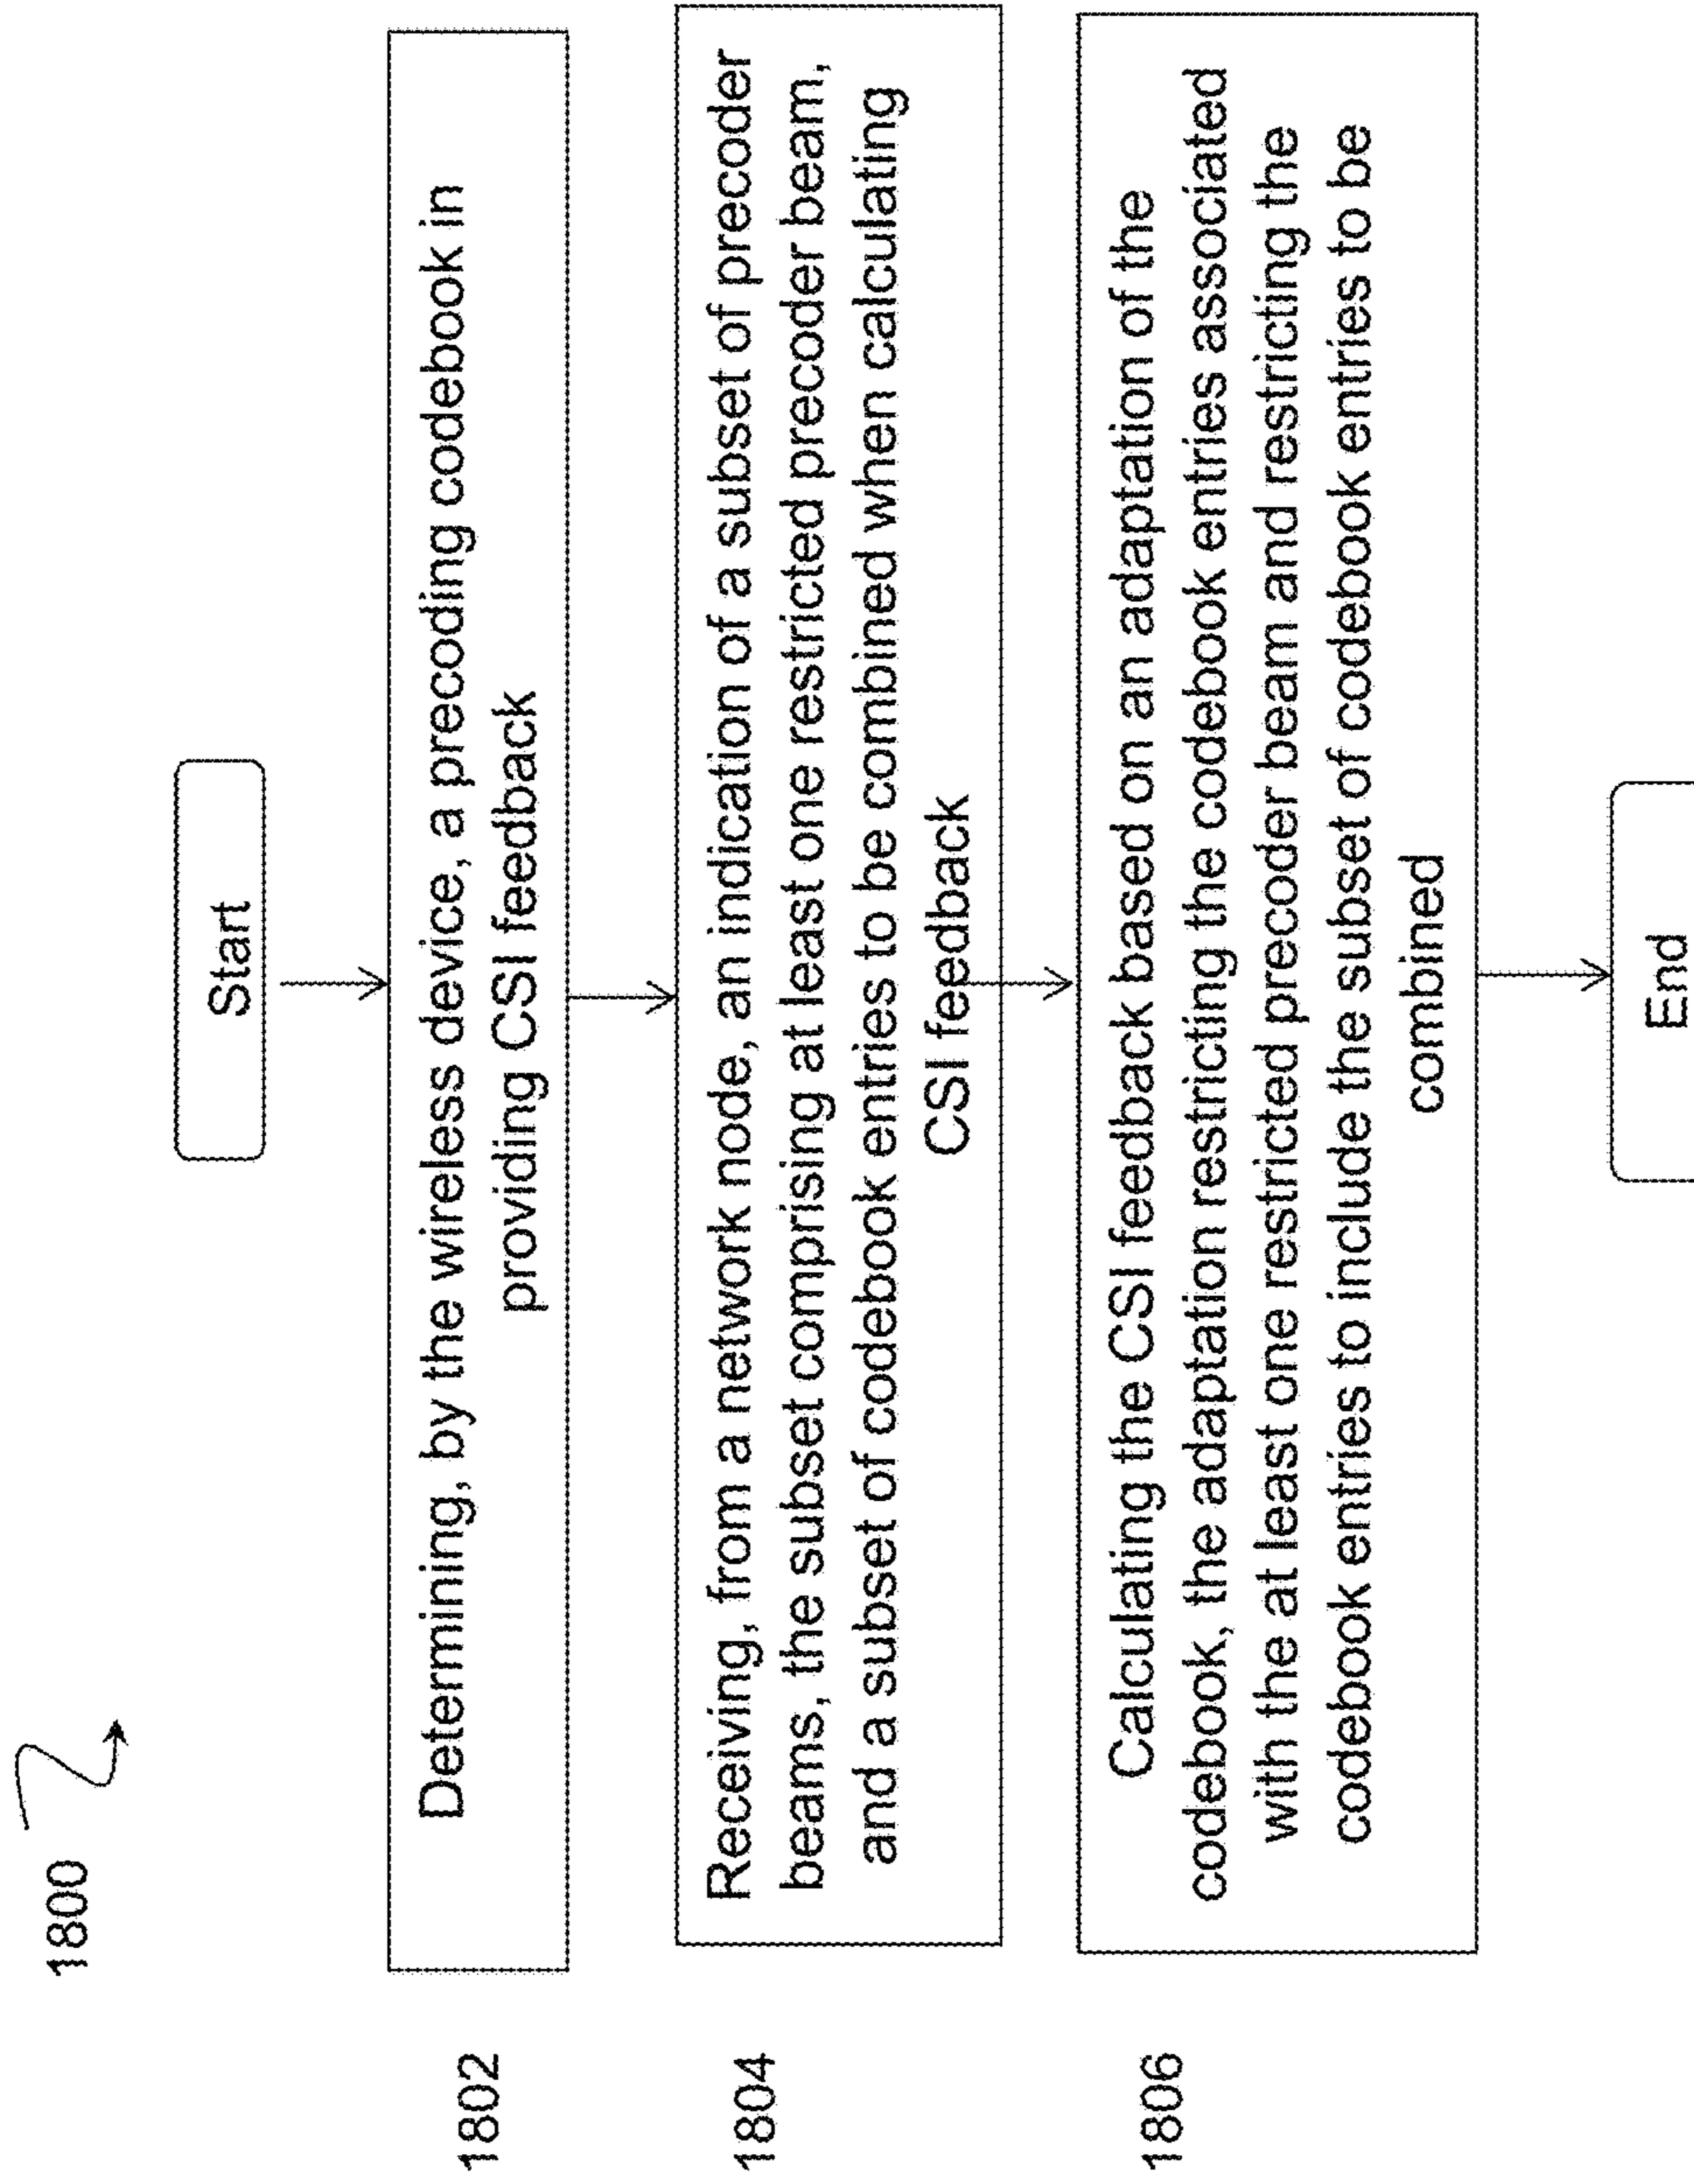 1800
Start
1802
Determining, by the wireless device, a precoding codebook in
providing CSI feedback
1804
Receiving, from a network node, an indication of a subset of precoder
beams, the subset comprising at least one restricted precoder beam,
and a subset of codebook entries to be combined when calculating
CSI feedback
1806
Calculating the CSI feedback based on an adaptation of the
codebook, the adaptation restricting the codebook entries associated
with the at least one restricted precoder beam and restricting the
codebook entries to include the subset of codebook entries to be
combined
End